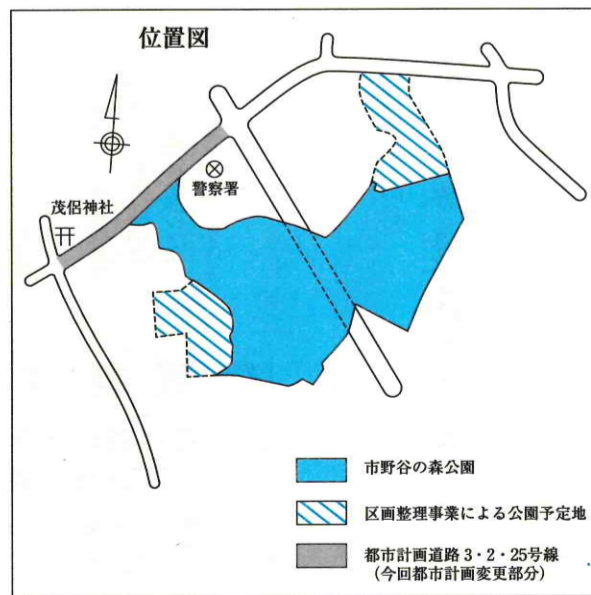 位置図
警察署
茂侶神社
市野谷の森公園
区画整理事業による公園予定地
都市計画道路3・2・25号線
(今回都市計画変更部分)